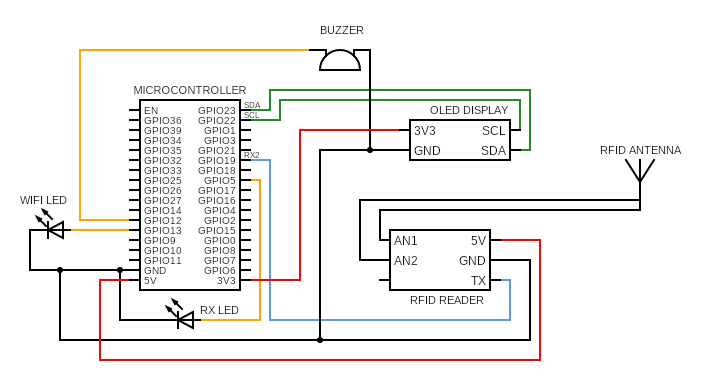 BUZZER
MICROCONTROLLER
EN GPIO23 SDA
GPIO36 GPIO22 SCL
GPIO39 GPIO1
GPIO34 GPIO3
GPIO35 GPIO21
GPIO32 GPIO19 RX2
GPIO33 GPIO18
GPIO25 GPIO5
GPIO26 GPIO17
GPIO27 GPIO16
GPIO14 GPIO4
GPIO12 GPIO2
GPIO13 GPIO15
GPIO9 GPIO0
GPIO10 GPIO8
GPIO11 GPIO7
GND GPIO6
5V 3V3
OLED DISPLAY
3V3 SCL
GND SDA
RFID ANTENNA
WIFI LED
AN1 5V
AN2 GND
TX
RFID READER
RX LED